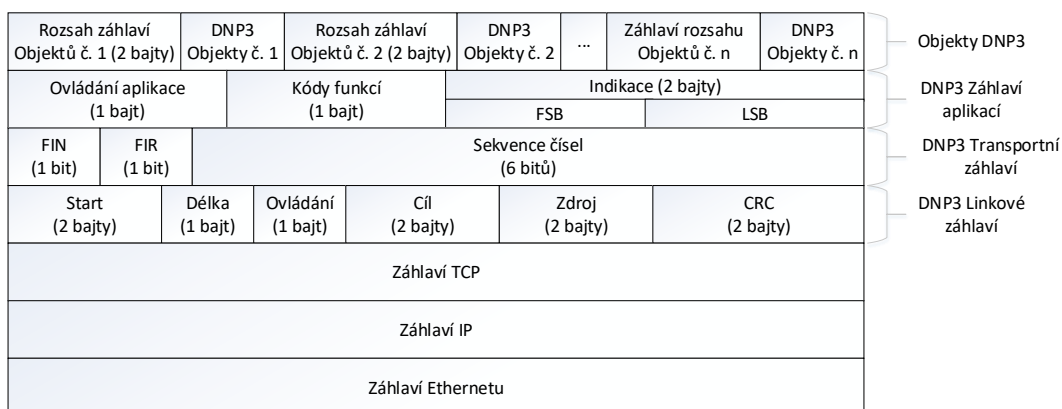 Rozsah záhlaví
Objektů č. 1 (2 bajty)
DNP3
Objekty č. 1
Rozsah záhlaví
Objektů č. 2 (2 bajty)
DNP3
Objekty č. 2
...
Záhlaví rozsahu
Objektů č. n
DNP3
Objekty č. n
Objekty DNP3
Ovládání aplikace
(1 bajt)
Kódy funkcí
(1 bajt)
Indikace (2 bajty)
FSB
LSB
DNP3 Záhlaví
aplikací
FIN
(1 bit)
FIR
(1 bit)
Sekvence čísel
(6 bitů)
DNP3 Transportní
záhlaví
Start
(2 bajty)
Délka
(1 bajt)
Ovládání
(1 bajt)
Cíl
(2 bajty)
Zdroj
(2 bajty)
CRC
(2 bajty)
DNP3 Linkové
záhlaví
Záhlaví TCP
Záhlaví IP
Záhlaví Ethernetu